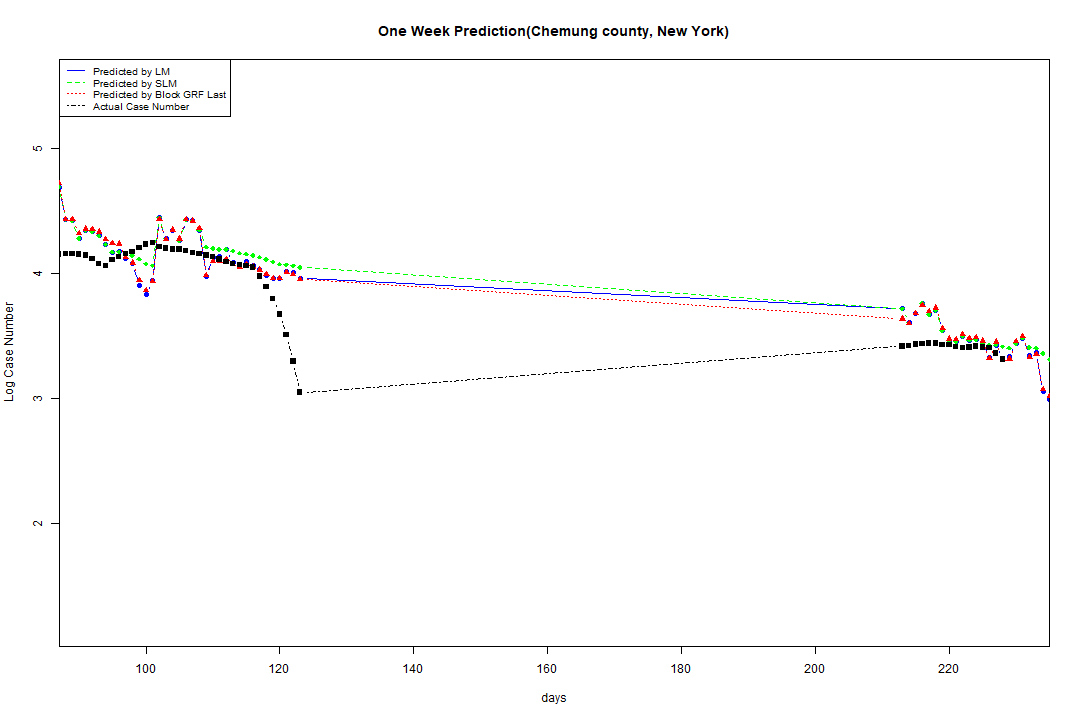 One Week Prediction(Chemung county, New York)
Predicted by LM
Predicted by SLM
Predicted by Block GRF Last
Actual Case Number
5
4
3
2
Log Case Number
100 120 140 160 180 200 220
days